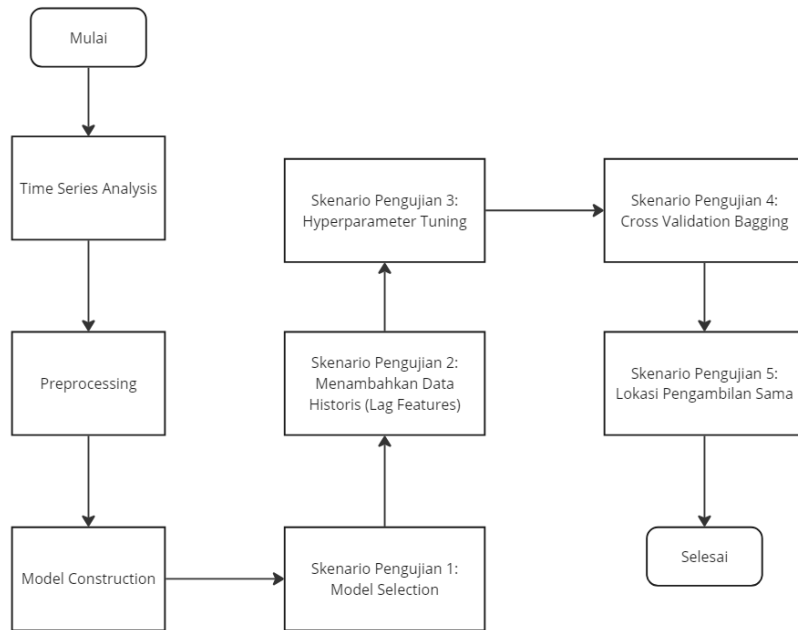 Mulai
Time Series Analysis
Preprocessing
Model Construction
Skenario Pengujian 1:
Model Selection
Skenario Pengujian 2:
Menambahkan Data
Historis (Lag Features)
Skenario Pengujian 3:
Hyperparameter Tuning
Skenario Pengujian 4:
Cross Validation Bagging
Skenario Pengujian 5:
Lokasi Pengambilan Sama
Selesai